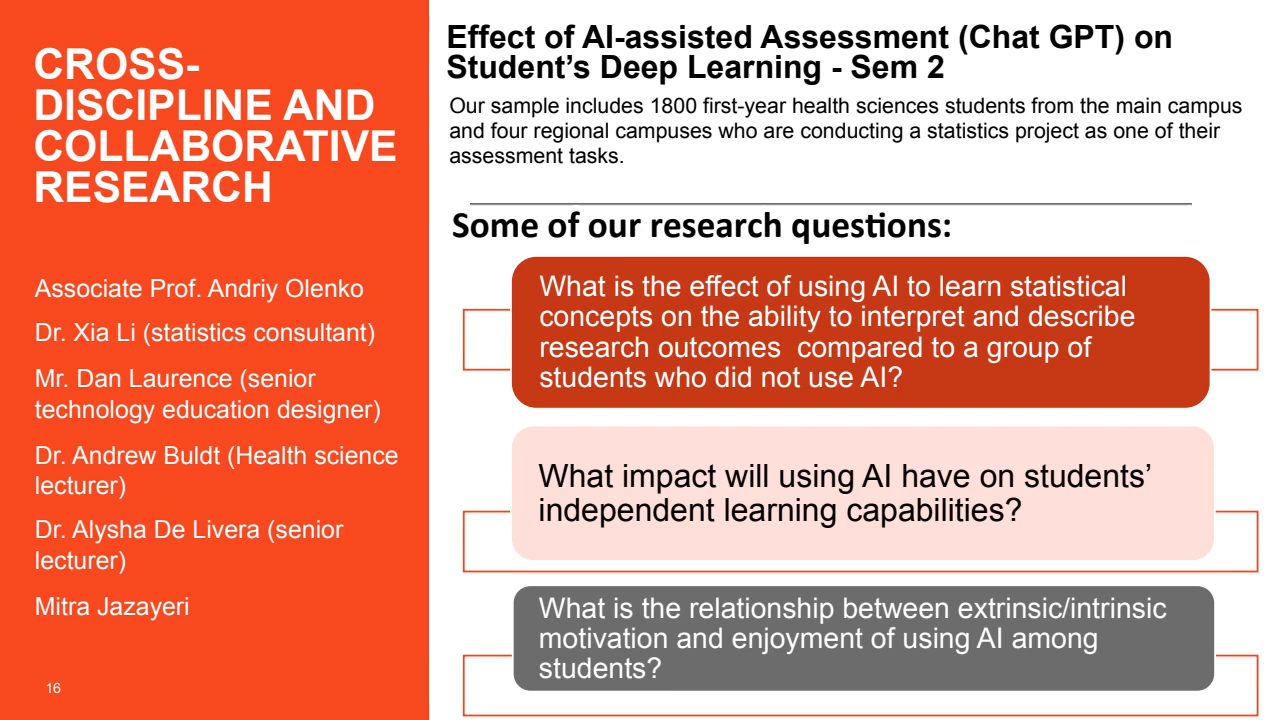 CROSS-
DISCIPLINE AND
COLLABORATIVE
RESEARCH
Associate Prof. Andriy Olenko
Dr. Xia Li (statistics consultant)
Mr. Dan Laurence (senior
technology education designer)
Dr. Andrew Buldt (Health science
lecturer)
Dr. Alysha De Livera (senior
lecturer)
Mitra Jazayeri
16
Effect of AI-assisted Assessment (Chat GPT) on
Student’s Deep Learning - Sem 2
Our sample includes 1800 first-year health sciences students from the main campus
and four regional campuses who are conducting a statistics project as one of their
assessment tasks.
Some of our research questions:
What is the effect of using AI to learn statistical
concepts on the ability to interpret and describe
research outcomes  compared to a group of
students who did not use AI?
What impact will using AI have on students’
independent learning capabilities?
What is the relationship between extrinsic/intrinsic
motivation and enjoyment of using AI among
students?